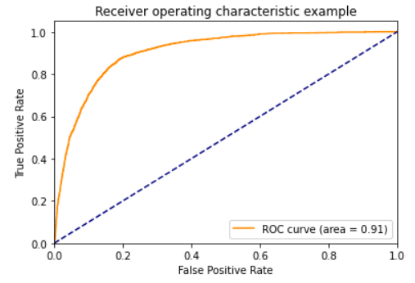 Receiver operating characteristic example
True Positive Rate
1.0
0.8
0.6
0.4
0.2
0.0
ROC curve (area = 0.91)
0.0 0.2 0.4 0.6 0.8 1.0
False Positive Rate